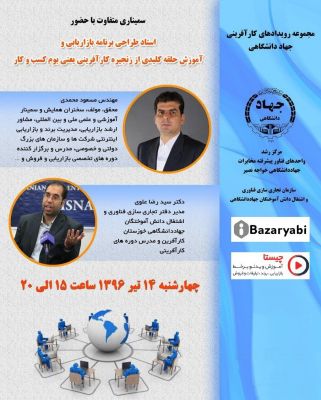 سمیناری متفاوت با حضور
استاد طراحی برنامه بازاریابی و
آموزش حلقه کلیدی از زنجیره کارآفرینی یعنی بوم کسب و کار
مهندس مسعود محمدی
محقق، مولف، سخنران همایش و سمینار
آموزشی و علمی ملی و بین المللی، مشاور
ارشد بازاریابی، مدیریت برند و بازاریابی
اینترنتی شرکت ها و سازمان های بزرگ
دولتی و خصوصی، مدرس و برگزار کننده
دوره های تخصصی بازاریابی و فروش و ...
دکتر سید رضا علوی
مدیر دفتر تجاری سازی فناوری و
اشتغال دانش آموختگان
جهاددانشگاهی خوزستان
کارآفرین و مدرس دوره های
کارآفرینی
چهارشنبه ۱۴ تیر ۱۳۹۶ ساعت ۱۵ الی ۲۰
مجموعه رویدادهای کارآفرینی
جهاد دانشگاهی
جهاد
دانشگاهی
مرکز رشد
واحدهای فناور پیشرفته مخابرات
جهاددانشگاهی خواجه نصیر
سازمان تجاری سازی فناوری
و اشتغال دانش آموختگان جهاددانشگاهی
iBazaryabi
چیستا